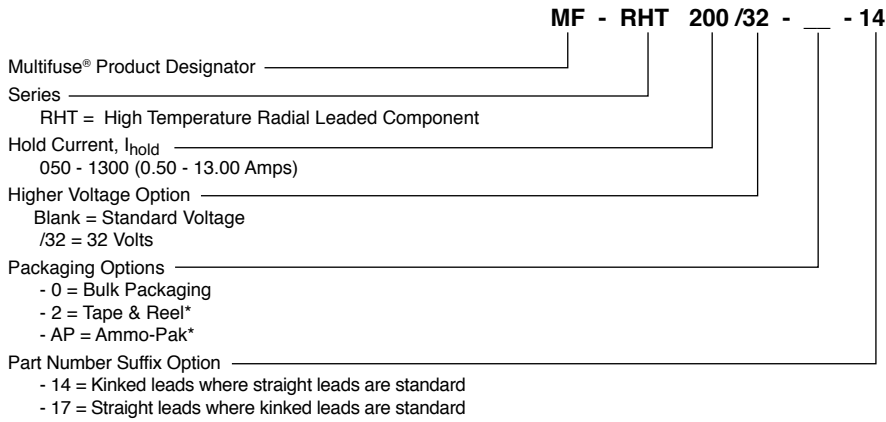 MF - RHT 200 /32 - __ - 14
Multifuse® Product Designator
Series
RHT = High Temperature Radial Leaded Component
Hold Current, Ihold
050 - 1300 (0.50 - 13.00 Amps)
Higher Voltage Option
Blank = Standard Voltage
/32 = 32 Volts
Packaging Options
- 0 = Bulk Packaging
- 2 = Tape & Reel*
- AP = Ammo-Pak*
Part Number Suffix Option
- 14 = Kinked leads where straight leads are standard
- 17 = Straight leads where kinked leads are standard